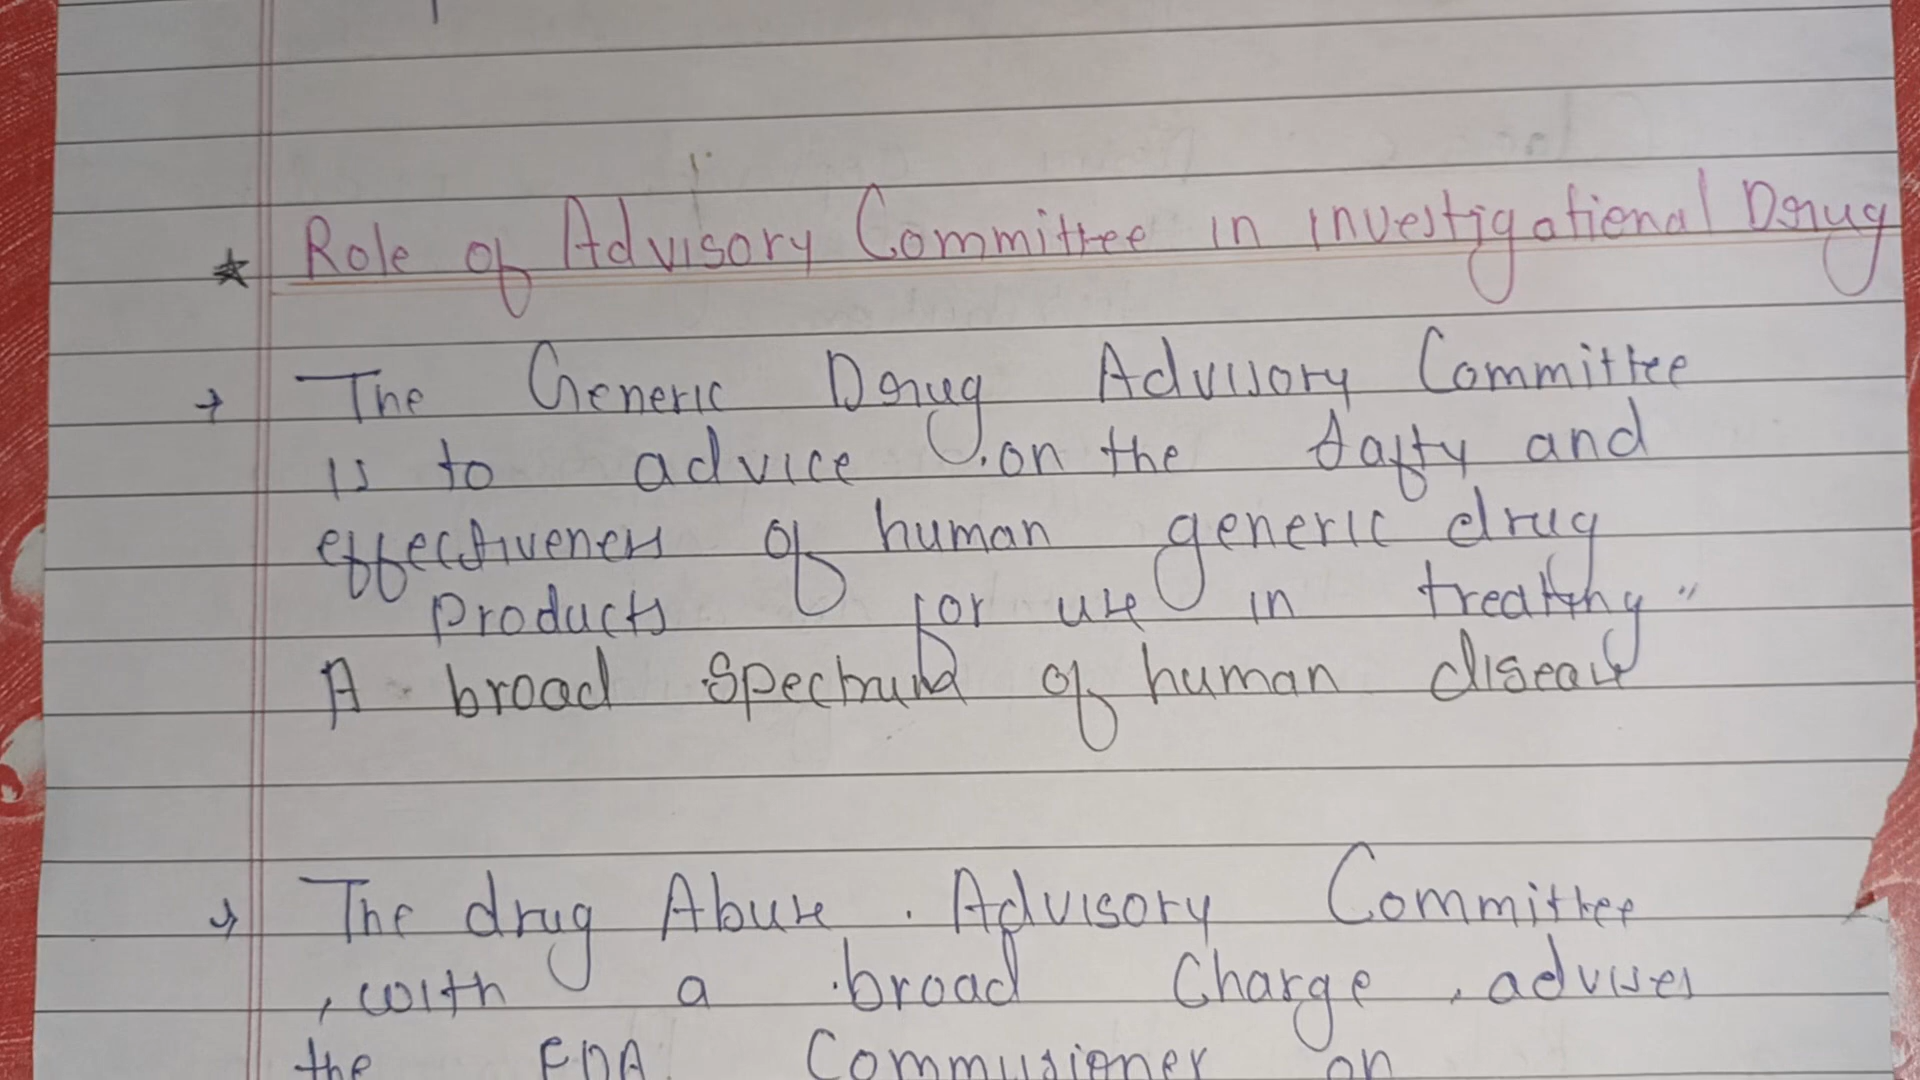 ★ Role of Advisory Committee in investigational Drug
→ The Generic Drug Advisory Committee
is to advice on the safty and
effectiveness of human generic drug
products for use in treating "
A broad Spectrum of human disease
→ The drug Abuse . Advisory Committee
, with a broad Charge , advises
the FDA Commissioner on